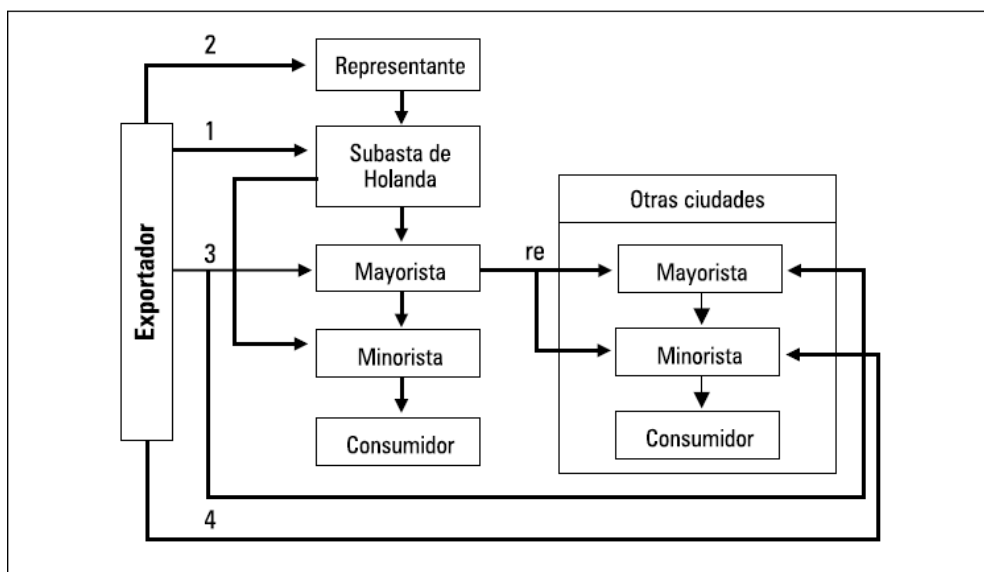 2
Representante
1
Subasta de
Holanda
Otras ciudades
Exportador
3
re
Mayorista
Mayorista
Minorista
Minorista
Consumidor
Consumidor
4